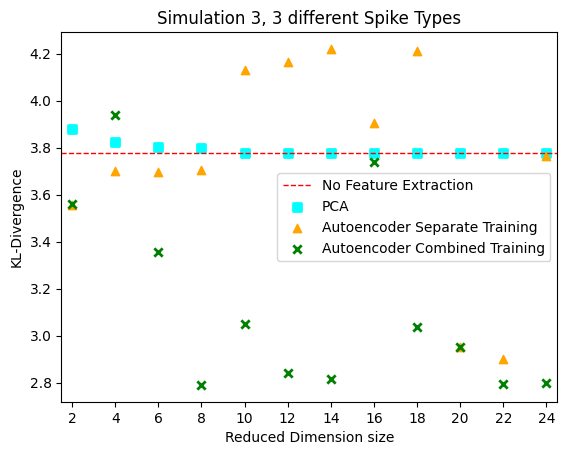 Simulation 3, 3 different Spike Types
KL-Divergence
4.2
4.0
3.8
3.6
3.4
3.2
3.0
2.8
No Feature Extraction
PCA
Autoencoder Separate Training
Autoencoder Combined Training
2 4 6 8 10 12 14 16 18 20 22 24
Reduced Dimension size